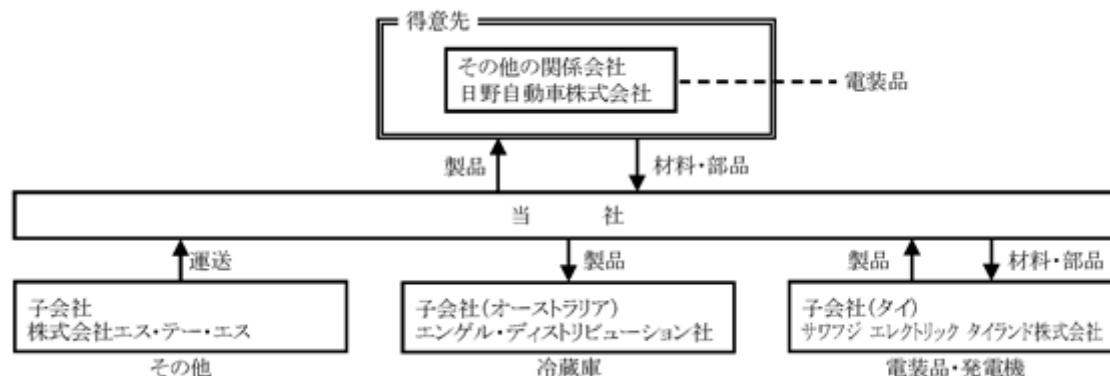 得意先
その他の関係会社
日野自動車株式会社
電装品
製品
材料・部品
当 社
運送
製品
製品
材料・部品
子会社
株式会社エス・テー・エス
子会社(オーストラリア)
エンゲル・ディストリビューション社
子会社(タイ)
サワフジ エレクトリック タイランド株式会社
その他
冷蔵庫
電装品・発電機